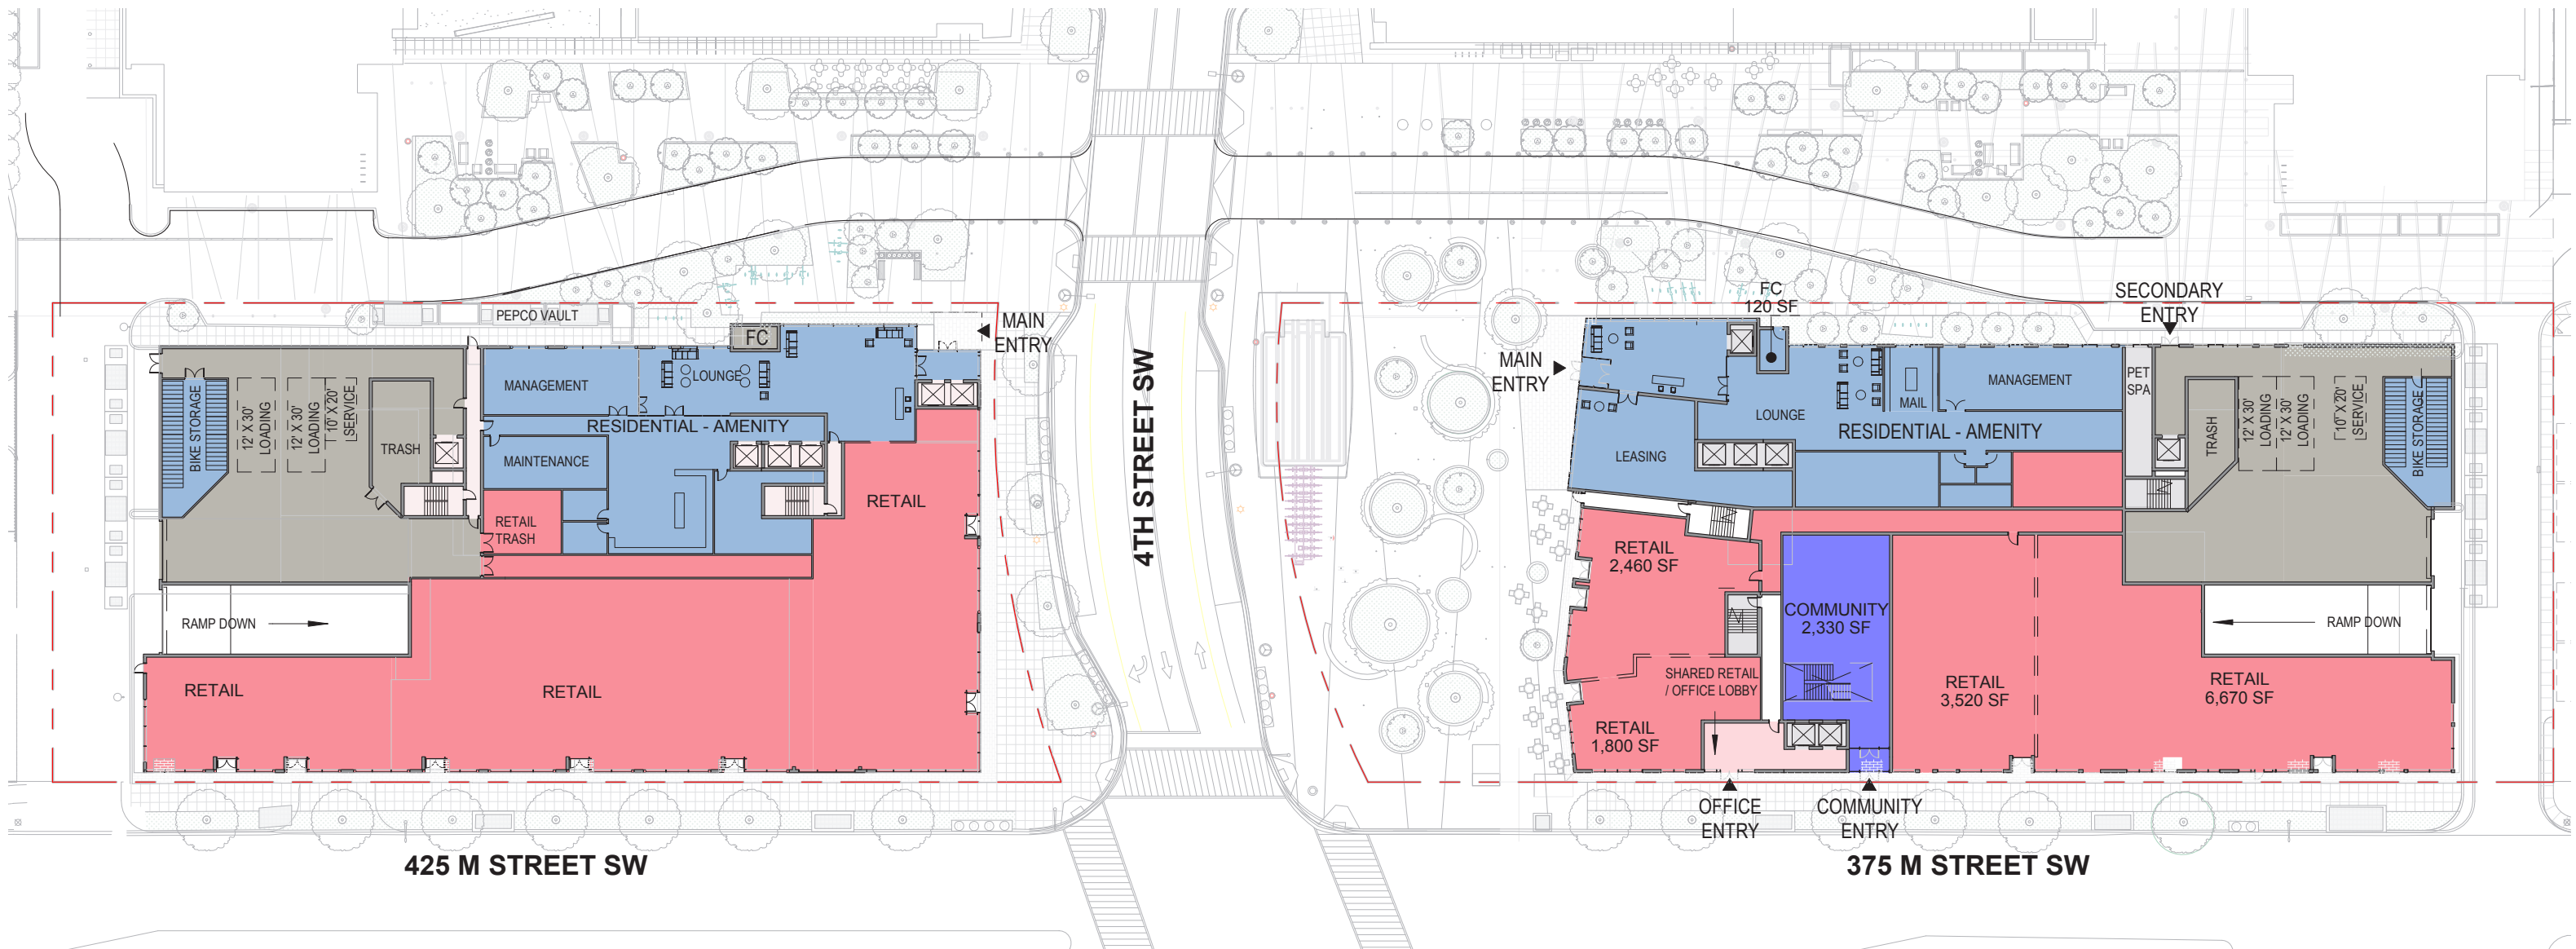 PEPCO VAULT
FC
MAIN
ENTRY
MANAGEMENT
LOUNGE
BIKE STORAGE
12' X 30'
LOADING
12' X 30'
LOADING
10' X 20'
SERVICE
TRASH
RESIDENTIAL - AMENITY
MAINTENANCE
RETAIL
TRASH
RETAIL
RAMP DOWN
RETAIL
RETAIL
425 M STREET SW
4TH STREET SW
FC
120 SF
SECONDARY
ENTRY
MAIN
ENTRY
LOUNGE
MAIL
MANAGEMENT
PET
SPA
RESIDENTIAL - AMENITY
LEASING
TRASH
12' X 30'
LOADING
12' X 30'
LOADING
10' X 20'
SERVICE
BIKE STORAGE
RETAIL
2,460 SF
COMMUNITY
2,330 SF
RAMP DOWN
SHARED RETAIL
/ OFFICE LOBBY
RETAIL
3,520 SF
RETAIL
6,670 SF
RETAIL
1,800 SF
OFFICE
ENTRY
COMMUNITY
ENTRY
375 M STREET SW